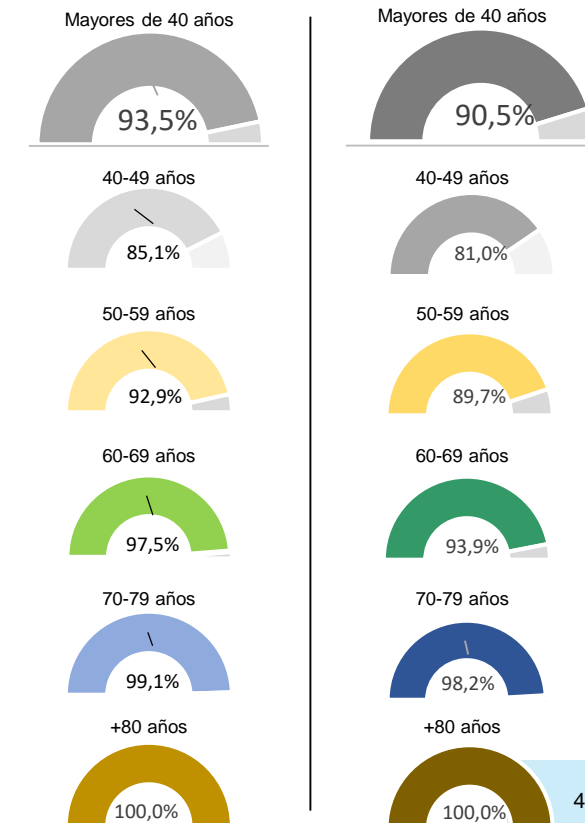 Mayores de 40 años
93,5%
40-49 años
85,1%
50-59 años
92,9%
60-69 años
97,5%
70-79 años
99,1%
+80 años
100,0%
Mayores de 40 años
90,5%
40-49 años
81,0%
50-59 años
89,7%
60-69 años
93,9%
70-79 años
98,2%
+80 años
100,0%
4